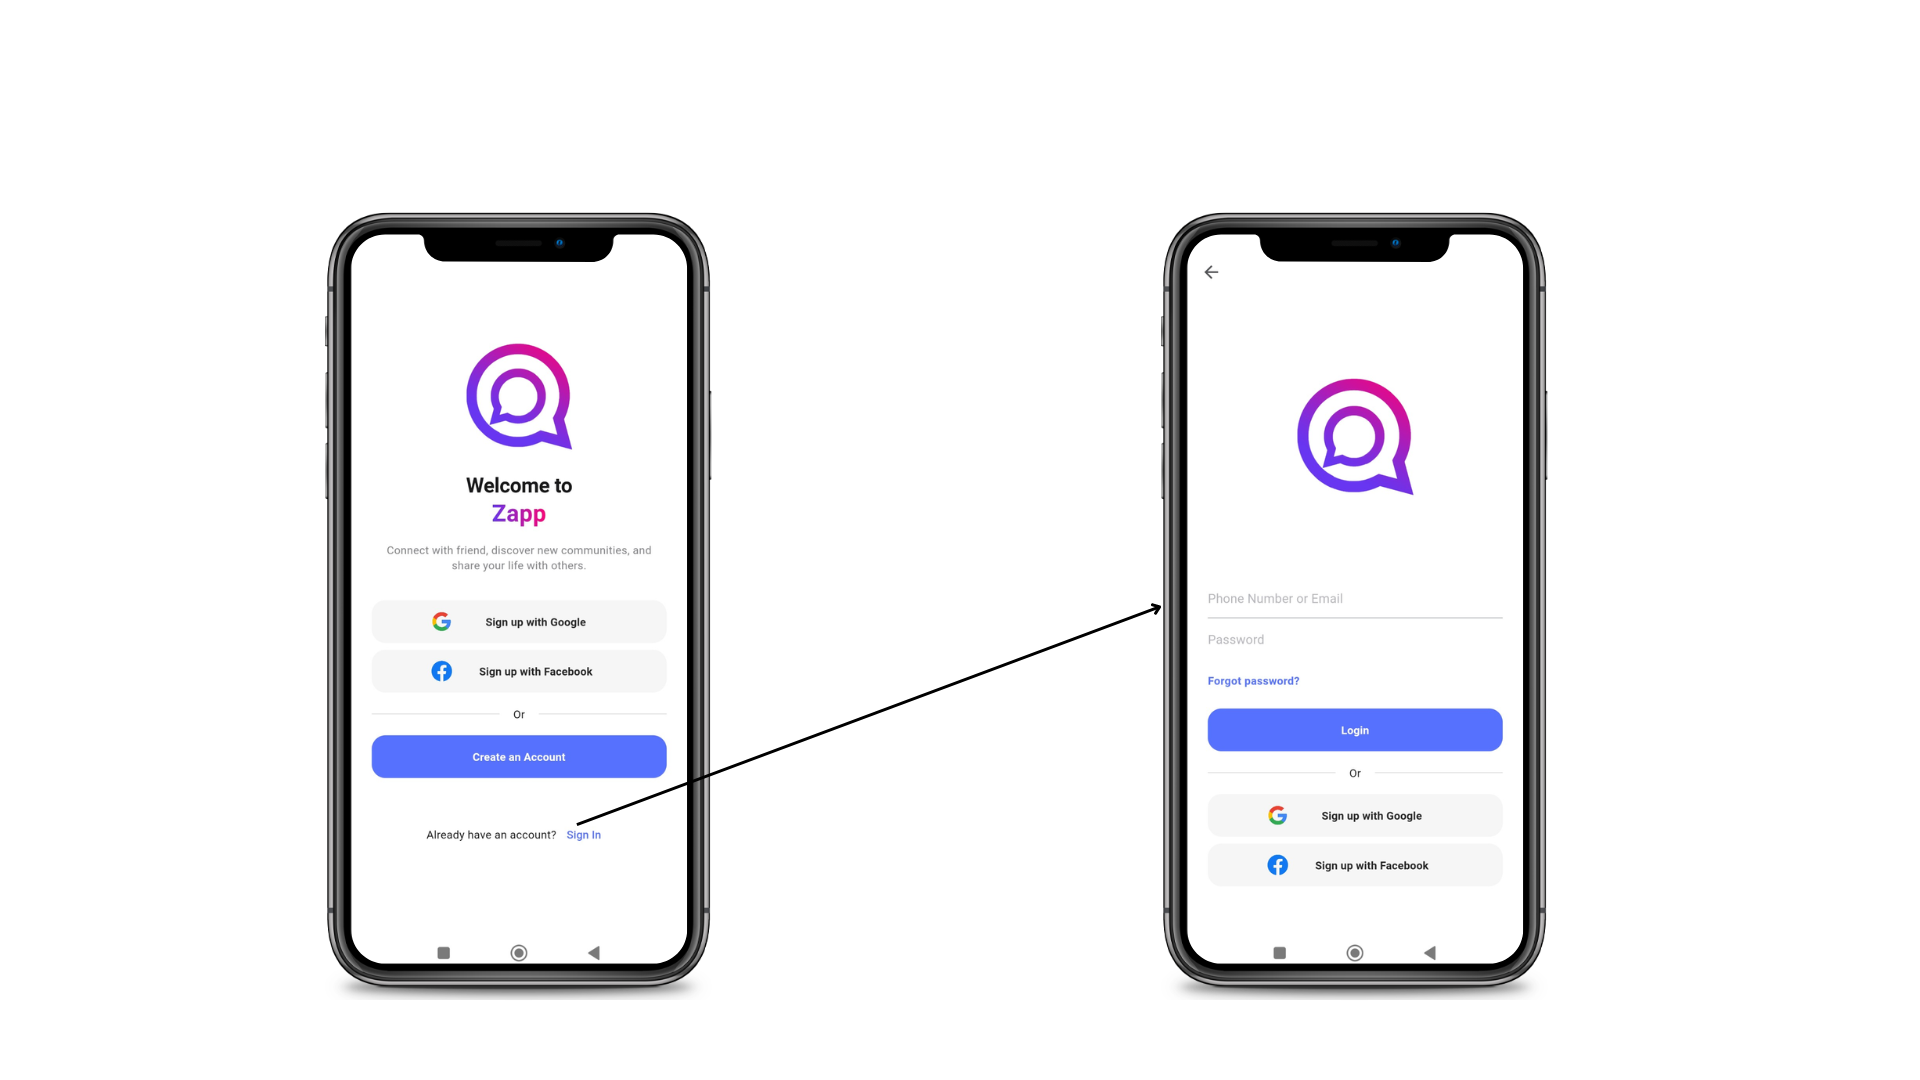 Welcome to
Zapp
Connect with friend, discover new communities, and
share your life with others.
Sign up with Google
Sign up with Facebook
Or
Create an Account
Already have an account? Sign In
Phone Number or Email
Password
Forgot password?
Login
Or
Sign up with Google
Sign up with Facebook